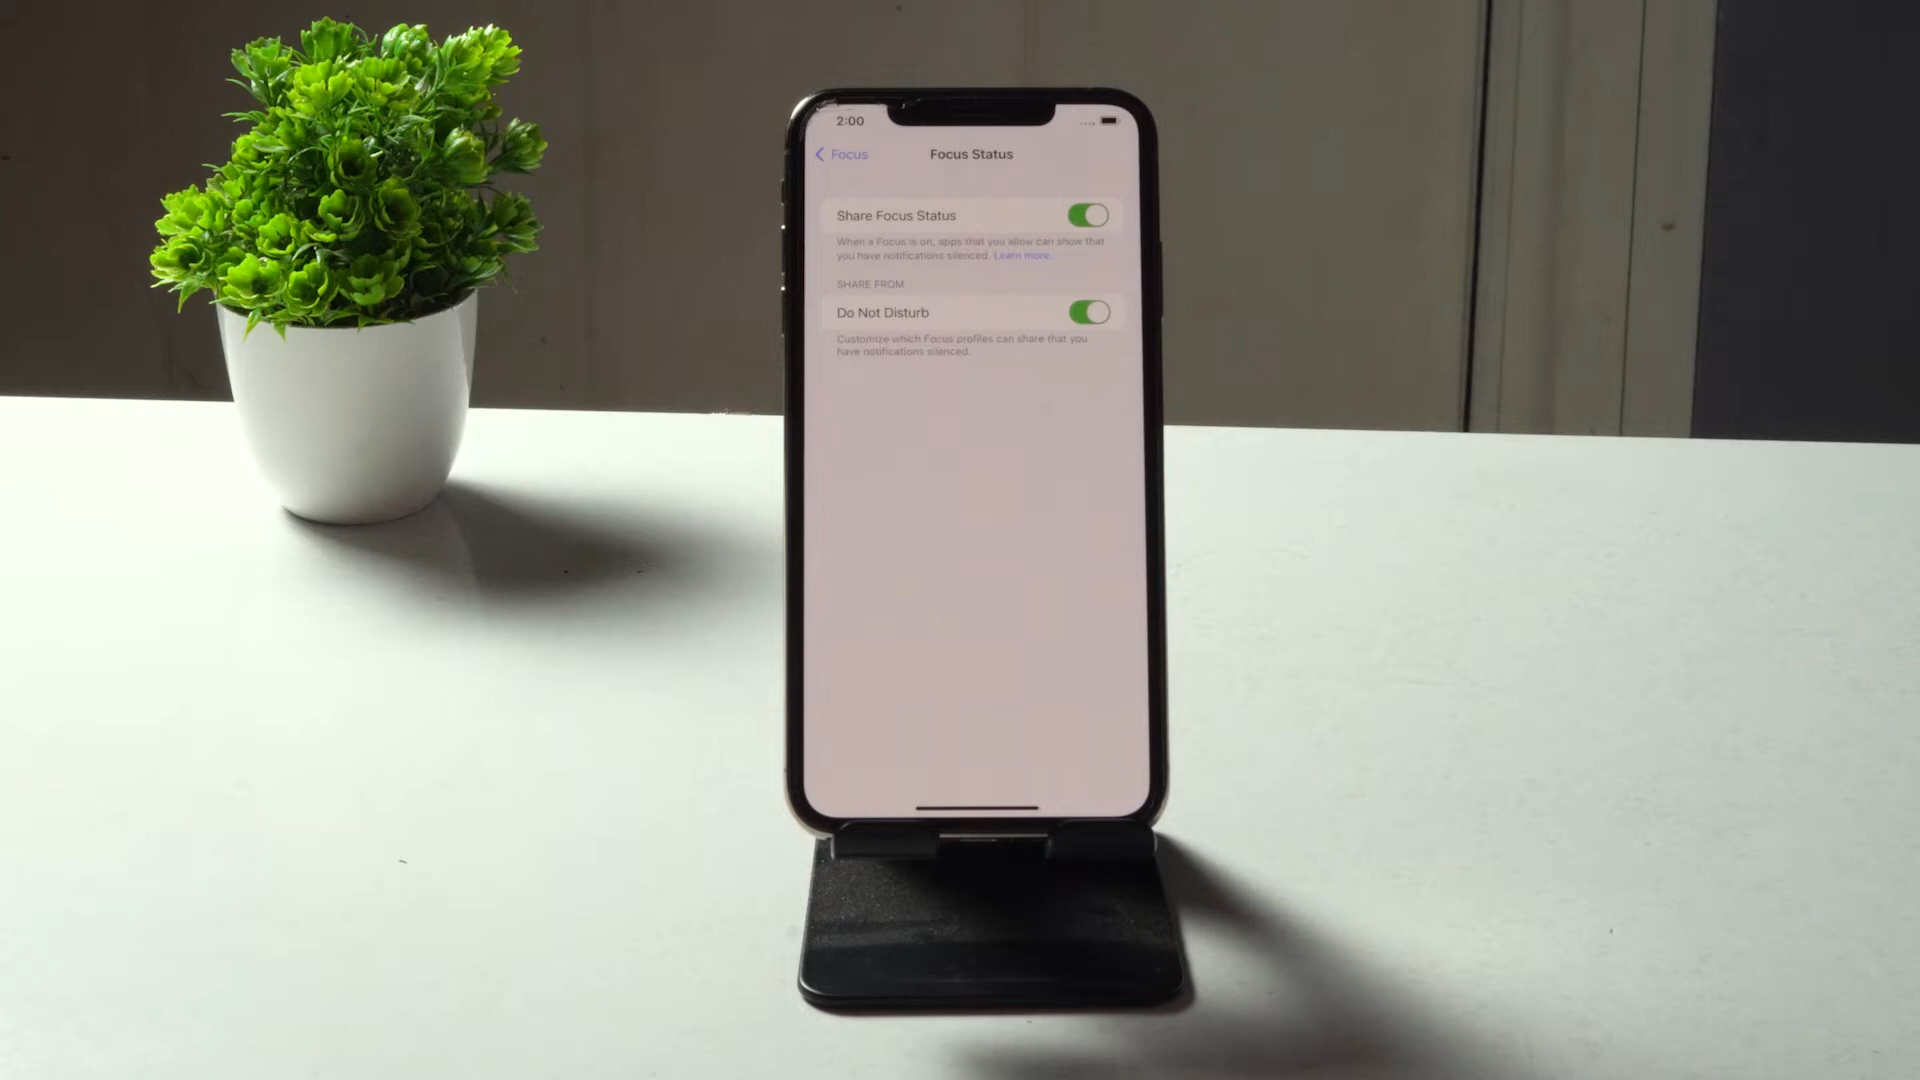 2:00
Focus
Focus Status
Share Focus Status
When a Focus is on, apps that you allow can show that
you have notifications silenced. Learn more.
SHARE FROM
Do Not Disturb
Customize which Focus profiles can share that you
have notifications silenced.